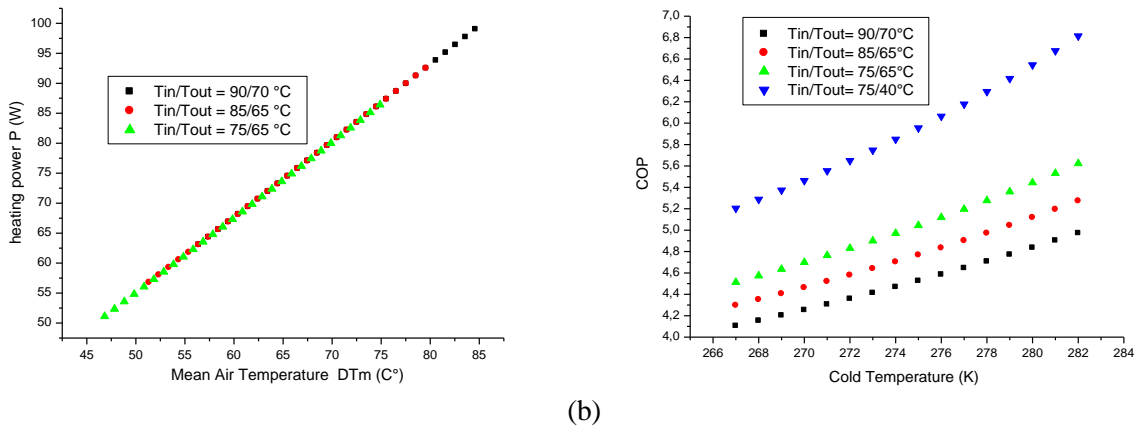 heating power P (W)
100
95
90
85
80
75
70
65
60
55
50
Tin/Tout = 90/70 °C
Tin/Tout = 85/65 °C
Tin/Tout = 75/65 °C
45 50 55 60 65 70 75 80 85
Mean Air Temperature DTm (C°)
COP
6,8
6,6
6,4
6,2
6,0
5,8
5,6
5,4
5,2
5,0
4,8
4,6
4,4
4,2
4,0
Tin/Tout= 90/70°C
Tin/Tout= 85/65°C
Tin/Tout= 75/65°C
Tin/Tout= 75/40°C
266 268 270 272 274 276 278 280 282 284
Cold Temperature (K)
(b)